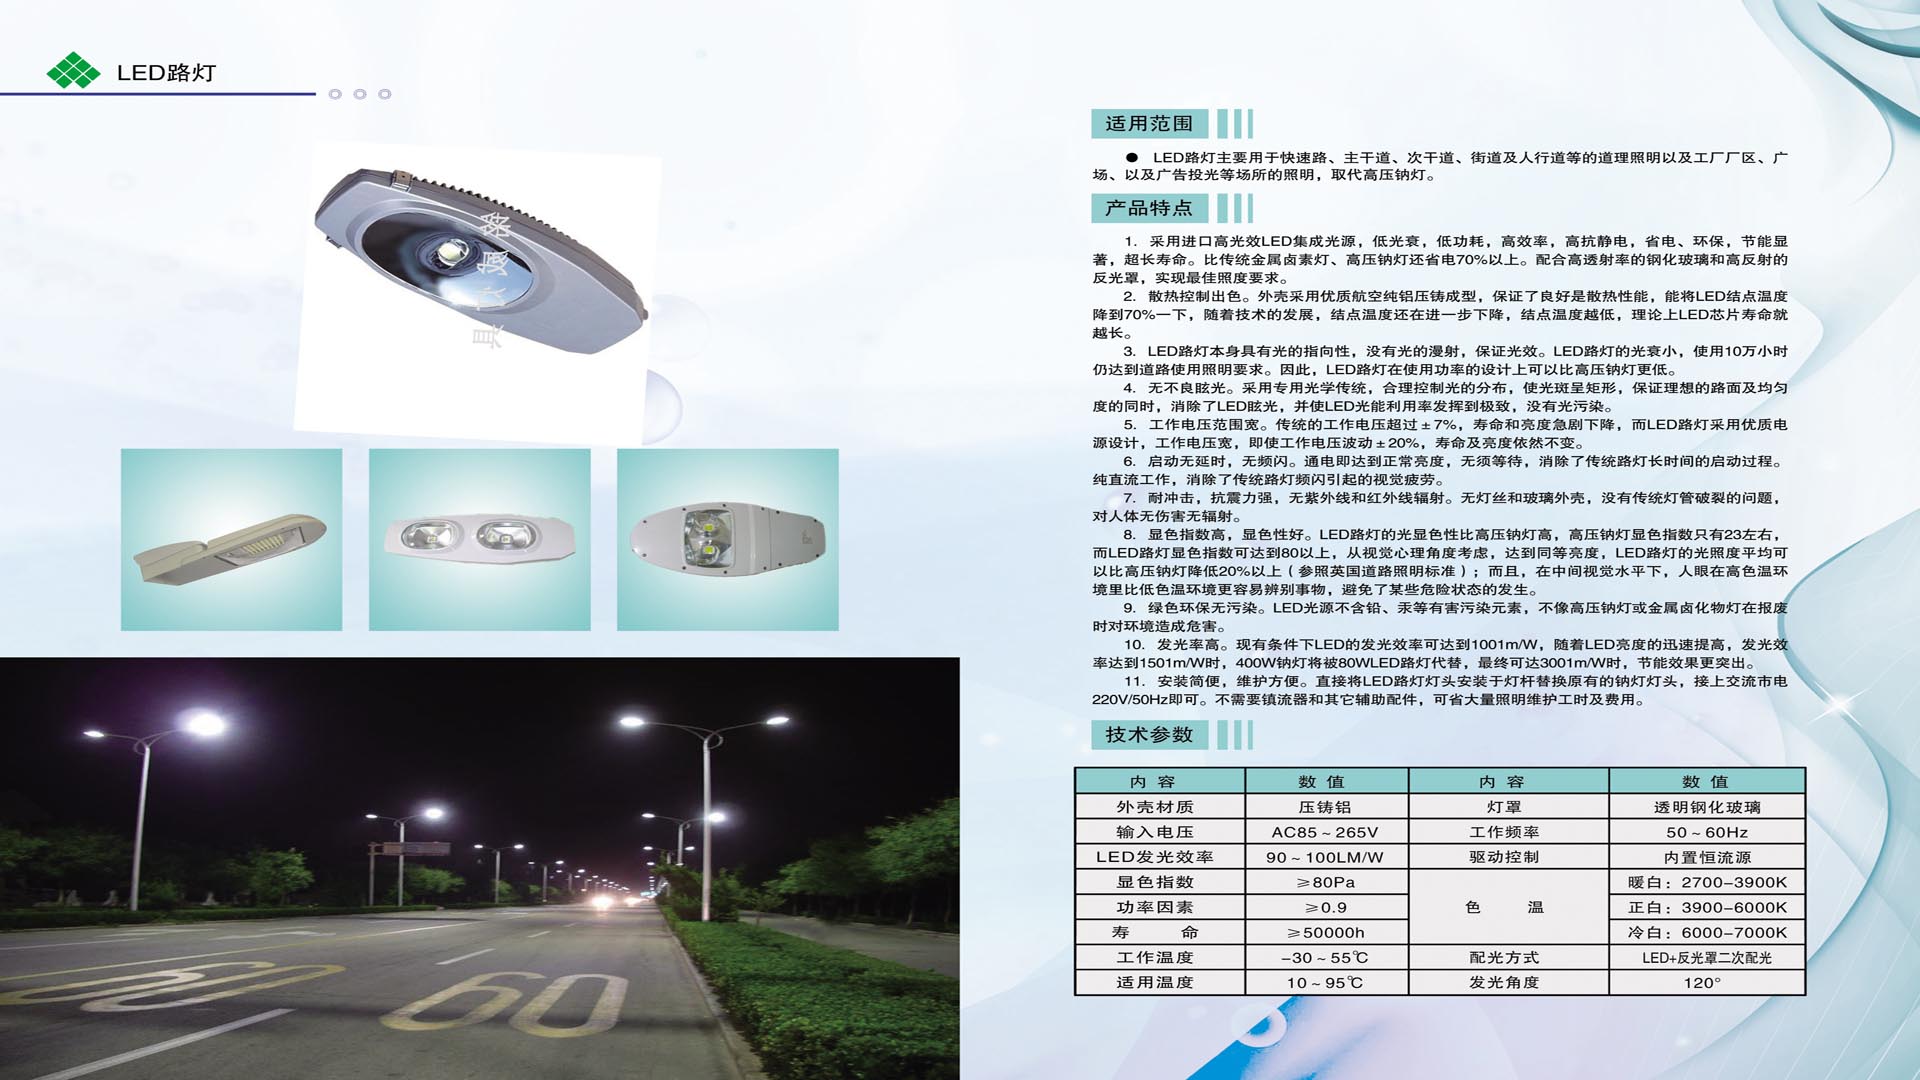 LED路灯
适用范围
● LED路灯主要用于快速路、主干道、次干道、街道及人行道等的道理照明以及工厂厂区、广
场、以及广告投光等场所的照明，取代高压钠灯。
产品特点
1. 采用进口高光效LED集成光源，低光衰，低功耗，高效率，高抗静电，省电、环保，节能显
著，超长寿命。比传统金属卤素灯、高压钠灯还省电70%以上。配合高透射率的钢化玻璃和高反射的
反光罩，实现最佳照度要求。
2. 散热控制出色。外壳采用优质航空纯铝压铸成型，保证了良好是散热性能，能将LED结点温度
降到70%一下，随着技术的发展，结点温度还在进一步下降，结点温度越低，理论上LED芯片寿命就
越长。
3. LED路灯本身具有光的指向性，没有光的漫射，保证光效。LED路灯的光衰小，使用10万小时
仍达到道路使用照明要求。因此，LED路灯在使用功率的设计上可以比高压钠灯更低。
4. 无不良眩光。采用专用光学传统，合理控制光的分布，使光斑呈矩形，保证理想的路面及均匀
度的同时，消除了LED眩光，并使LED光能利用率发挥到极致，没有光污染。
5. 工作电压范围宽。传统的工作电压超过±7%，寿命和亮度急剧下降，而LED路灯采用优质电
源设计，工作电压宽，即使工作电压波动±20%，寿命及亮度依然不变。
6. 启动无延时，无频闪。通电即达到正常亮度，无须等待，消除了传统路灯长时间的启动过程。
纯直流工作，消除了传统路灯频闪引起的视觉疲劳。
7. 耐冲击，抗震力强，无紫外线和红外线辐射。无灯丝和玻璃外壳，没有传统灯管破裂的问题，
对人体无伤害无辐射。
8. 显色指数高，显色性好。LED路灯的光显色性比高压钠灯高，高压钠灯显色指数只有23左右，
而LED路灯显色指数可达到80以上，从视觉心理角度考虑，达到同等亮度，LED路灯的光照度平均可
以比高压钠灯降低20%以上（参照英国道路照明标准）；而且，在中间视觉水平下，人眼在高色温环
境里比低色温环境更容易辨别事物，避免了某些危险状态的发生。
9. 绿色环保无污染。LED光源不含铅、汞等有害污染元素，不像高压钠灯或金属卤化物灯在报废
时对环境造成危害。
10. 发光率高。现有条件下LED的发光效率可达到1001m/W，随着LED亮度的迅速提高，发光效
率达到1501m/W时，400W钠灯将被80WLED路灯代替，最终可达3001m/W时，节能效果更突出。
11. 安装简便，维护方便。直接将LED路灯灯头安装于灯杆替换原有的钠灯灯头，接上交流市电
220V/50Hz即可。不需要镇流器和其它辅助配件，可省大量照明维护工时及费用。
技术参数
内 容 数 值 内 容 数 值
外壳材质 压铸铝 灯罩 透明钢化玻璃
输入电压 AC85～265V 工作频率 50～60Hz
LED发光效率 90～100LM/W 驱动控制 内置恒流源
显色指数 ≥80Pa 色 温 暖白：2700-3900K
功率因素 ≥0.9 正白：3900-6000K
寿 命 ≥50000h 冷白：6000-7000K
工作温度 -30～55℃ 配光方式 LED+反光罩二次配光
适用温度 10～95℃ 发光角度 120°
60